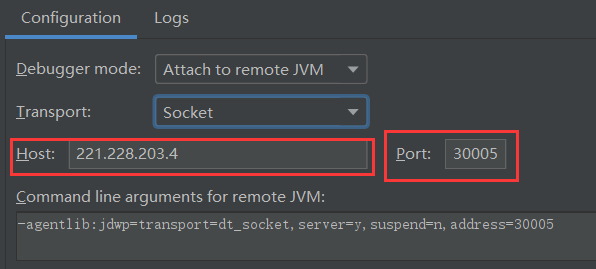 Configuration Logs
Debugger mode: Attach to remote JVM
Transport: Socket
Host: 221.228.203.4 Port: 30005
Command line arguments for remote JVM:
-agentlib:jdwp=transport=dt_socket,server=y,suspend=n,address=30005